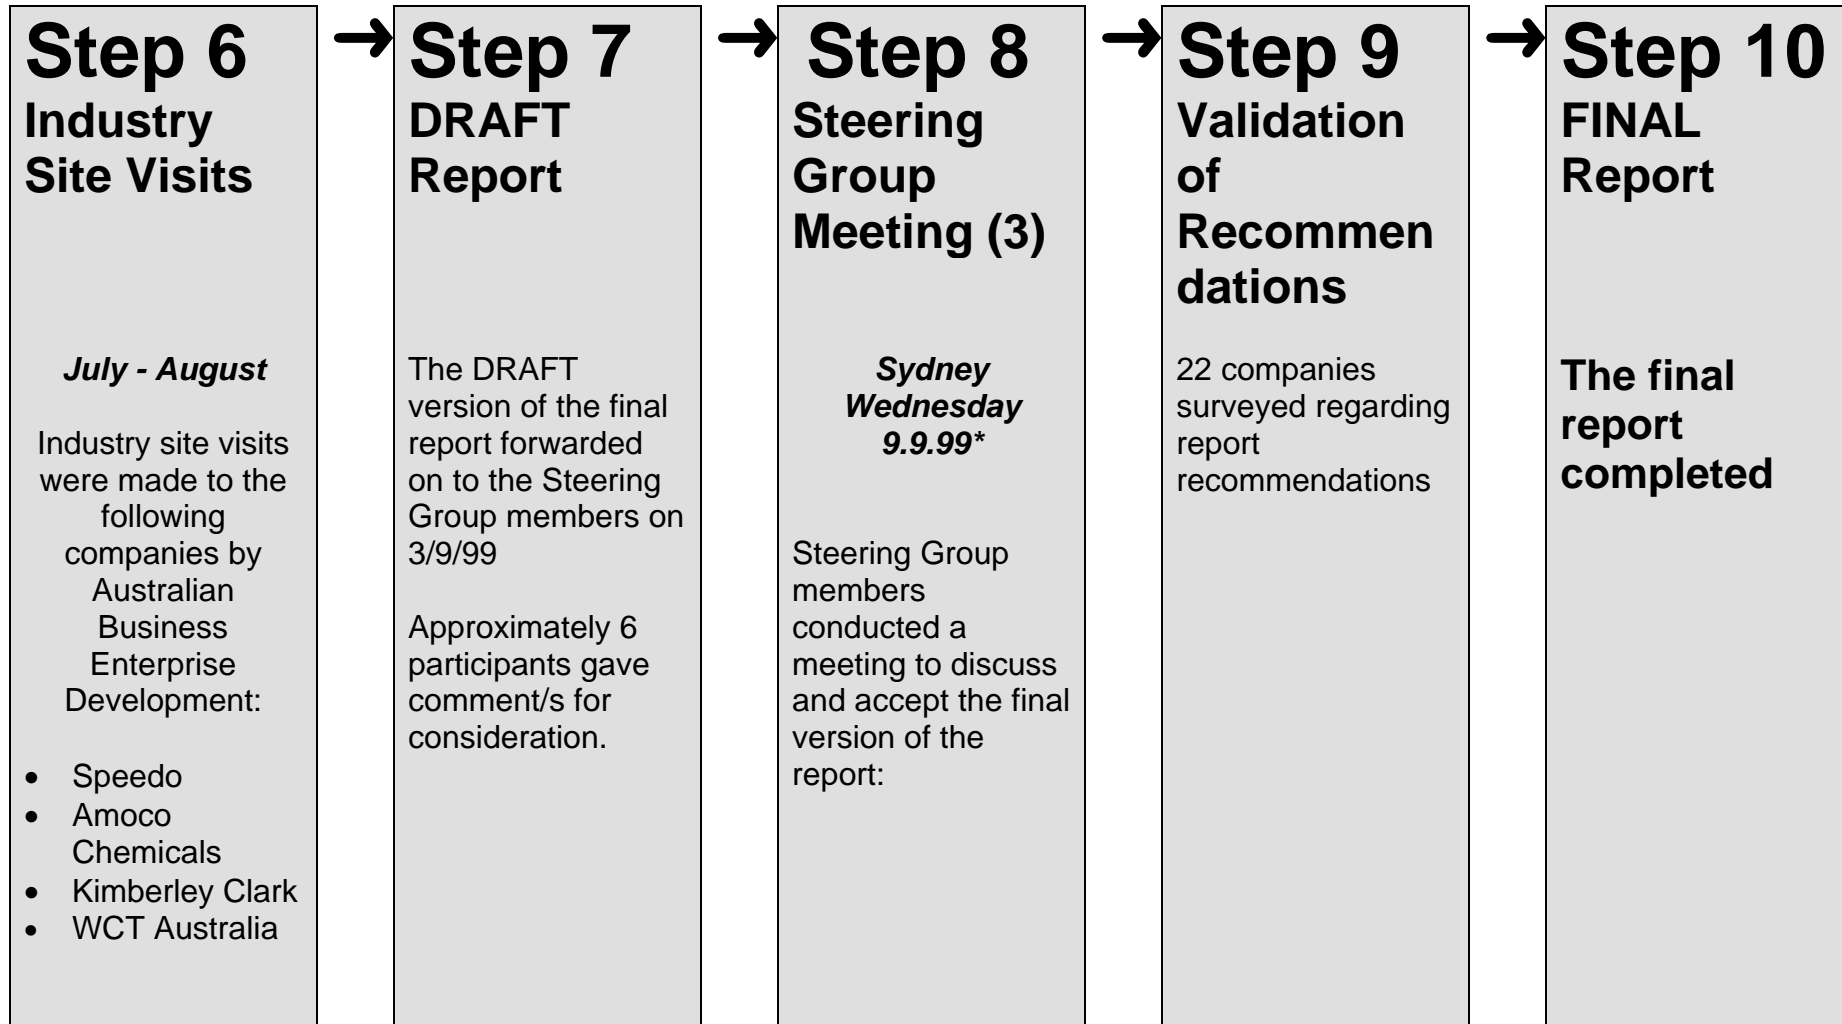 Step 6
Industry
Site Visits
July - August
Industry site visits
were made to the
following
companies by
Australian
Business
Enterprise
Development:
• Speedo
• Amoco
Chemicals
• Kimberley Clark
• WCT Australia
Step 7
DRAFT
Report
The DRAFT
version of the final
report forwarded
on to the Steering
Group members on
3/9/99
Approximately 6
participants gave
comment/s for
consideration.
Step 8
Steering
Group
Meeting (3)
Sydney
Wednesday
9.9.99*
Steering Group
members
conducted a
meeting to discuss
and accept the final
version of the
report:
Step 9
Validation
of
Recommen
dations
22 companies
surveyed regarding
report
recommendations
Step 10
FINAL
Report
The final
report
completed